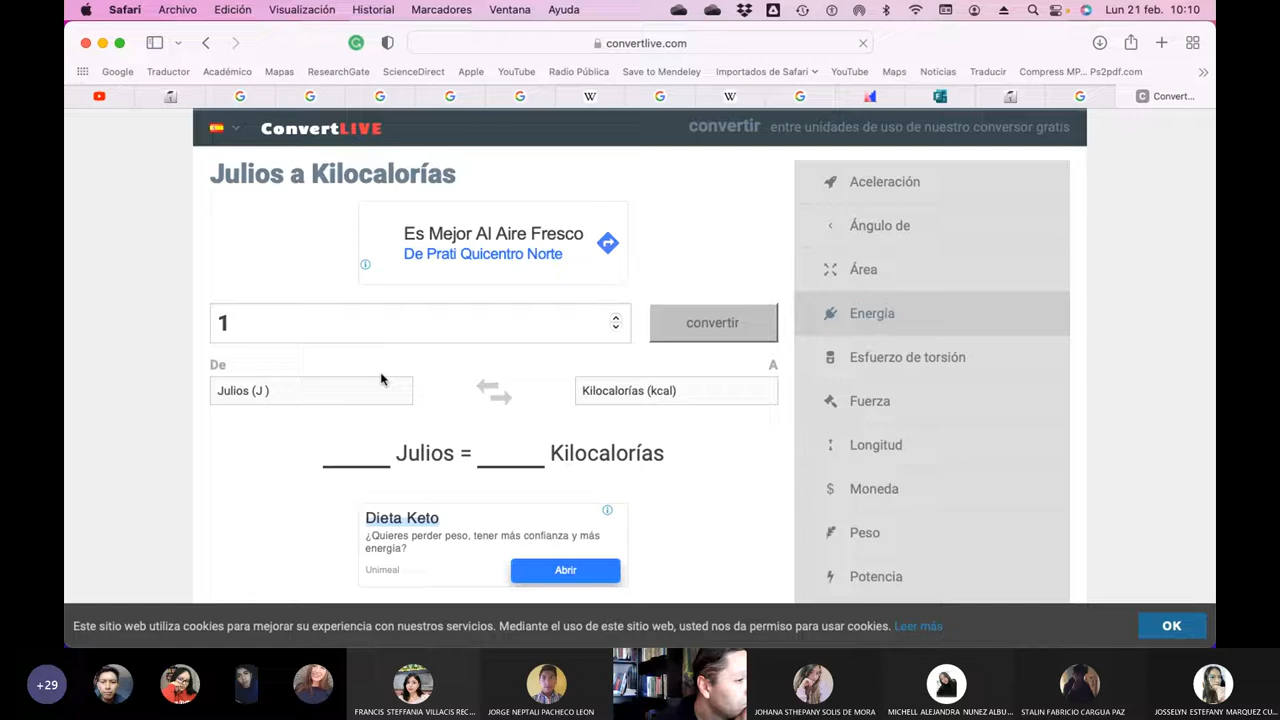 Safari Archivo Edición Visualización Historial Marcadores Ventana Ayuda Lun 21 feb. 10:10
convertlive.com
Google Traductor Académico Mapas ResearchGate ScienceDirect Apple YouTube Radio Pública Save to Mendeley Importados de Safari YouTube Maps Noticias Traducir Compress MP... Ps2pdf.com
Convert...
ConvertLIVE convertir entre unidades de uso de nuestro conversor gratis
Julios a Kilocalorías
Es Mejor Al Aire Fresco
De Prati Quicentro Norte
1 convertir
De A
Julios (J ) Kilocalorías (kcal)
______ Julios = ______ Kilocalorías
Dieta Keto
¿Quieres perder peso, tener más confianza y más
energía?
Unimeal Abrir
Aceleración
Ángulo de
Área
Energia
Esfuerzo de torsión
Fuerza
Longitud
Moneda
Peso
Potencia
Este sitio web utiliza cookies para mejorar su experiencia con nuestros servicios. Mediante el uso de este sitio web, usted nos da permiso para usar cookies. Leer más OK
+29 FRANCIS STEFFANIA VILLACIS REC... JORGE NEPTALI PACHECO LEON JOHANA STHEPANY SOLIS DE MORA MICHELL ALEJANDRA NUNEZ ALBU... STALIN FABRICIO CARGUA PAZ JOSSELYN ESTEFANY MARQUEZ CU...